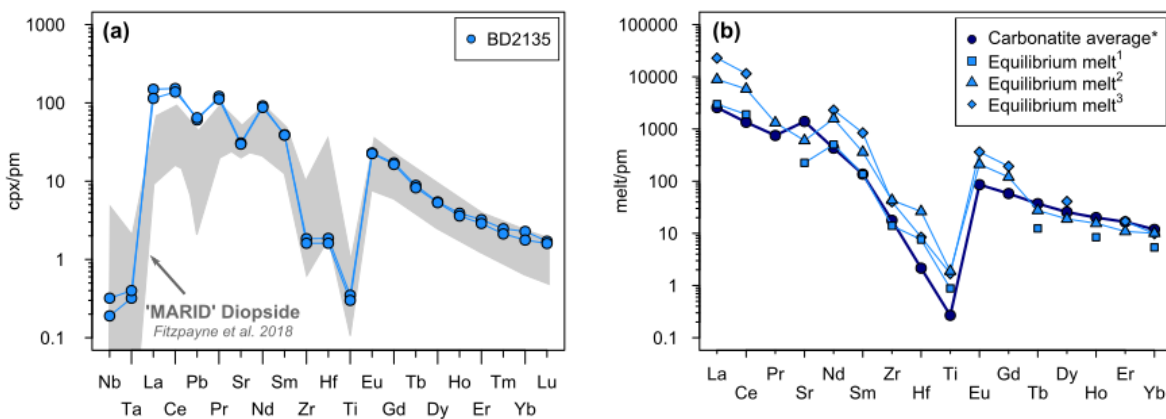 (a)
BD2135
cpx/pm
1000
100
10
1
0.1
'MARID' Diopside
Fitzpayne et al. 2018
Nb La Pb Sr Sm Hf Eu Tb Ho Tm Lu
Ta Ce Pr Nd Zr Ti Gd Dy Er Yb
(b)
Carbonatite average*
Equilibrium melt¹
Equilibrium melt²
Equilibrium melt³
melt/pm
100000
10000
1000
100
10
1
0.1
La Pr Nd Zr Ti Gd Dy Er
Ce Sr Sm Hf Eu Tb Ho Yb